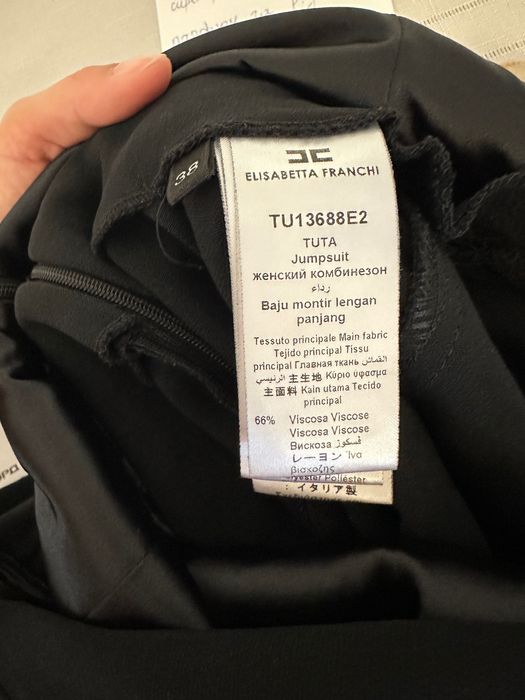 38
ELISABETTA FRANCHI
TU13688E2
TUTA
Jumpsuit
женский комбинезон
رداء
Baju montir lengan
panjang
Tessuto principale Main fabric
Tejido principal Tissu
principal Главная ткань القماش
الرئيسي 主生地 Κύριο ύφασμα
主面料 Kain utama Tecido
principal
66% Viscosa Viscose
Viscosa Viscose
Вискоза فسكوز
レーヨン Ίνα
βισκόζης
Poliéster
イタリア製